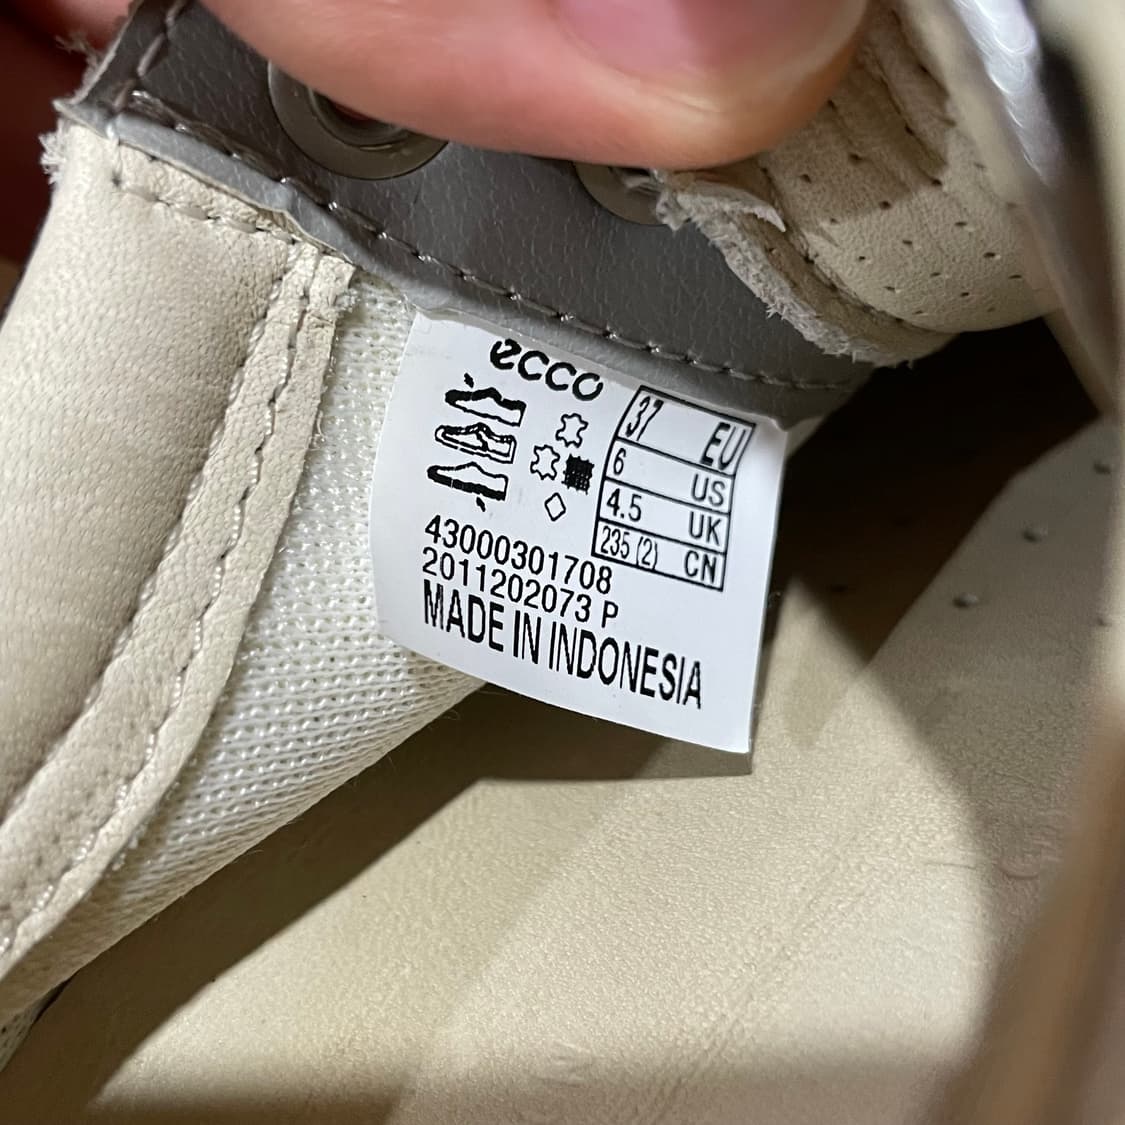 ecco
37 EU
6 US
4.5 UK
235 (2) CN
43000301708
2011202073 P
MADE IN INDONESIA